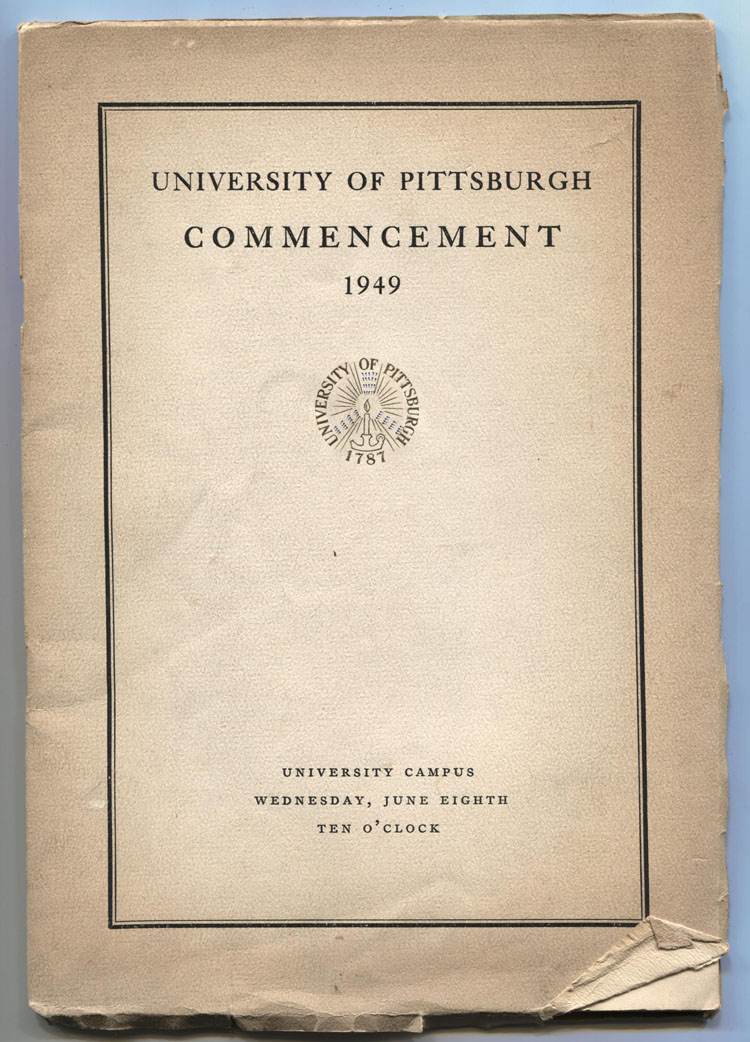 UNIVERSITY OF PITTSBURGH
COMMENCEMENT
1949
UNIVERSITY OF PITTSBURGH
1787
UNIVERSITY CAMPUS
WEDNESDAY, JUNE EIGHTH
TEN O'CLOCK